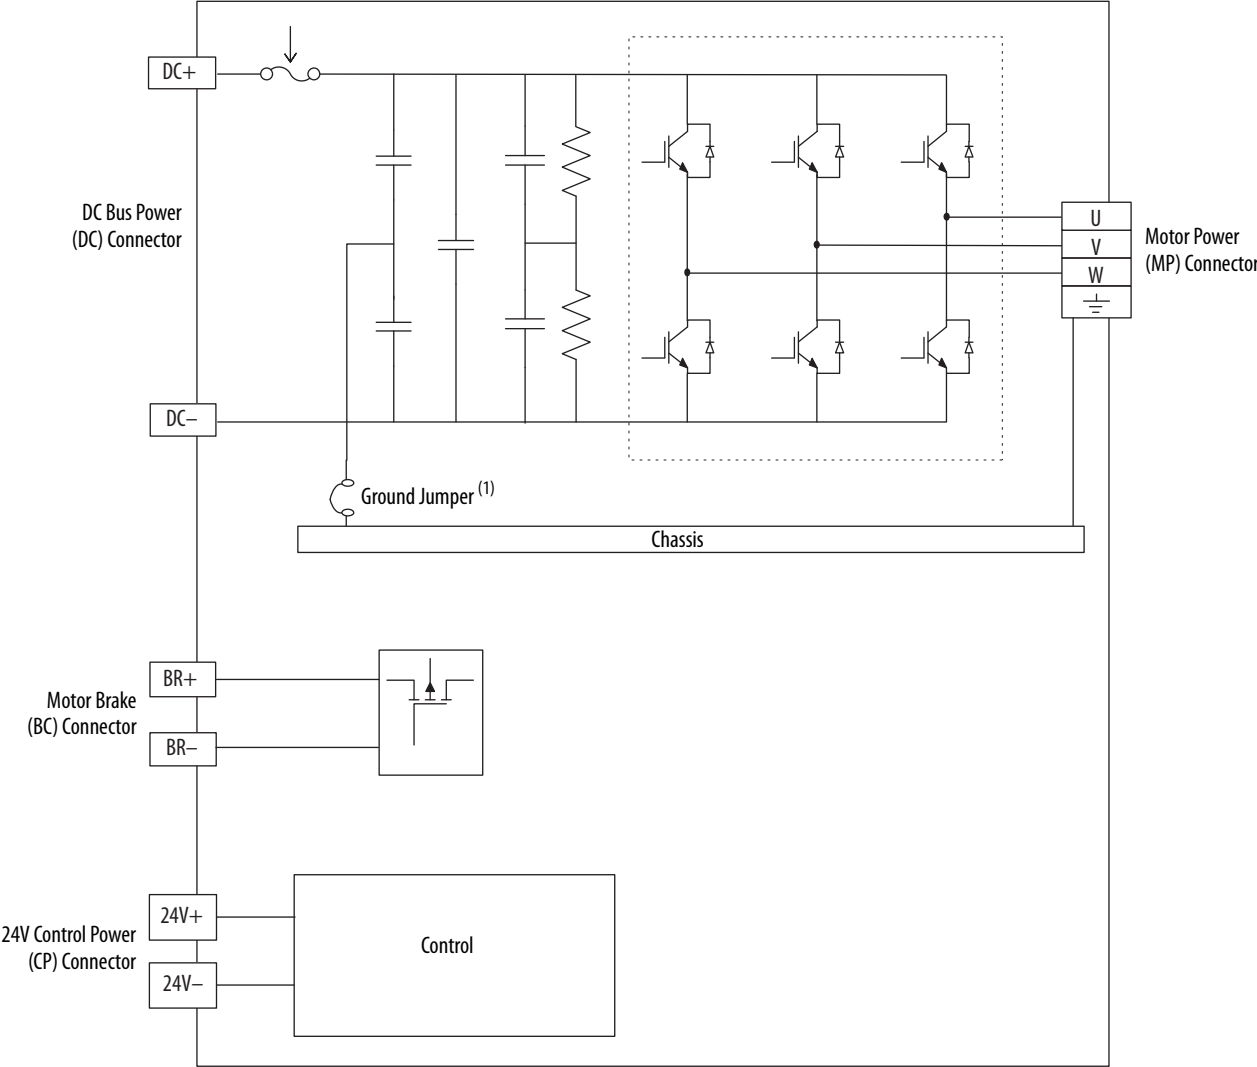 DC+
DC Bus Power
(DC) Connector
DC–
U
V
W
Motor Power
(MP) Connector
Ground Jumper (1)
Chassis
BR+
Motor Brake
(BC) Connector
BR–
24V+
24V Control Power
(CP) Connector
24V–
Control